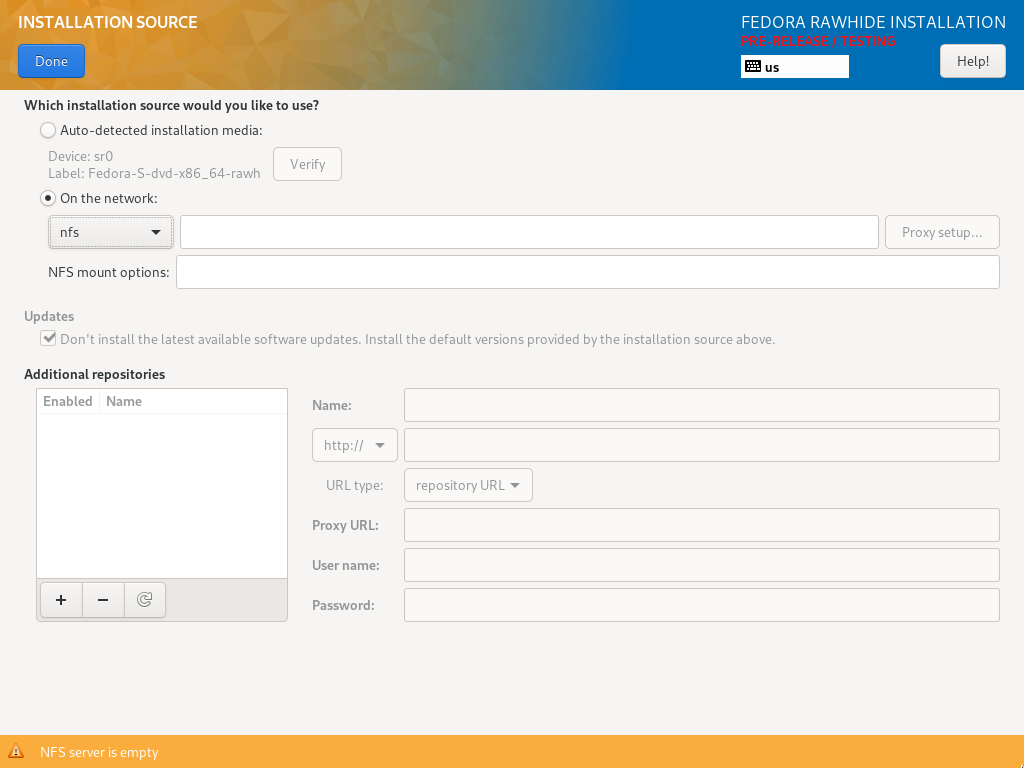 INSTALLATION SOURCE
FEDORA RAWHIDE INSTALLATION
PRE-RELEASE / TESTING
Done
us
Help!
Which installation source would you like to use?
Auto-detected installation media:
Device: sr0
Label: Fedora-S-dvd-x86_64-rawh
Verify
On the network:
nfs
Proxy setup...
NFS mount options:
Updates
Don't install the latest available software updates. Install the default versions provided by the installation source above.
Additional repositories
Enabled Name
Name:
http://
URL type: repository URL
Proxy URL:
User name:
Password:
NFS server is empty